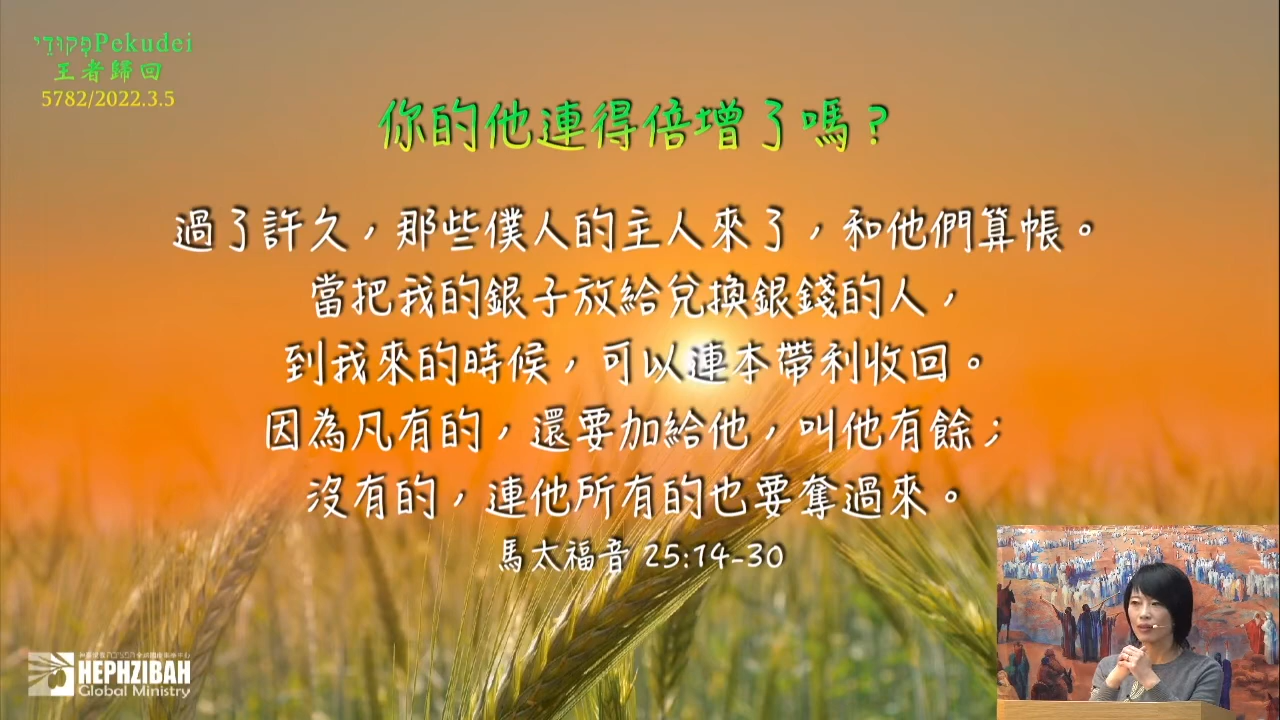 פְקוּדֵיPekudei
王者歸回
5782/2022.3.5
你的他連得倍增了嗎？
過了許久，那些僕人的主人來了，和他們算帳。
當把我的銀子放給兌換銀錢的人，
到我來的時候，可以連本帶利收回。
因為凡有的，還要加給他，叫他有餘；
沒有的，連他所有的也要奪過來。
馬太福音 25:14-30
HEPHZIBAH
Global Ministry